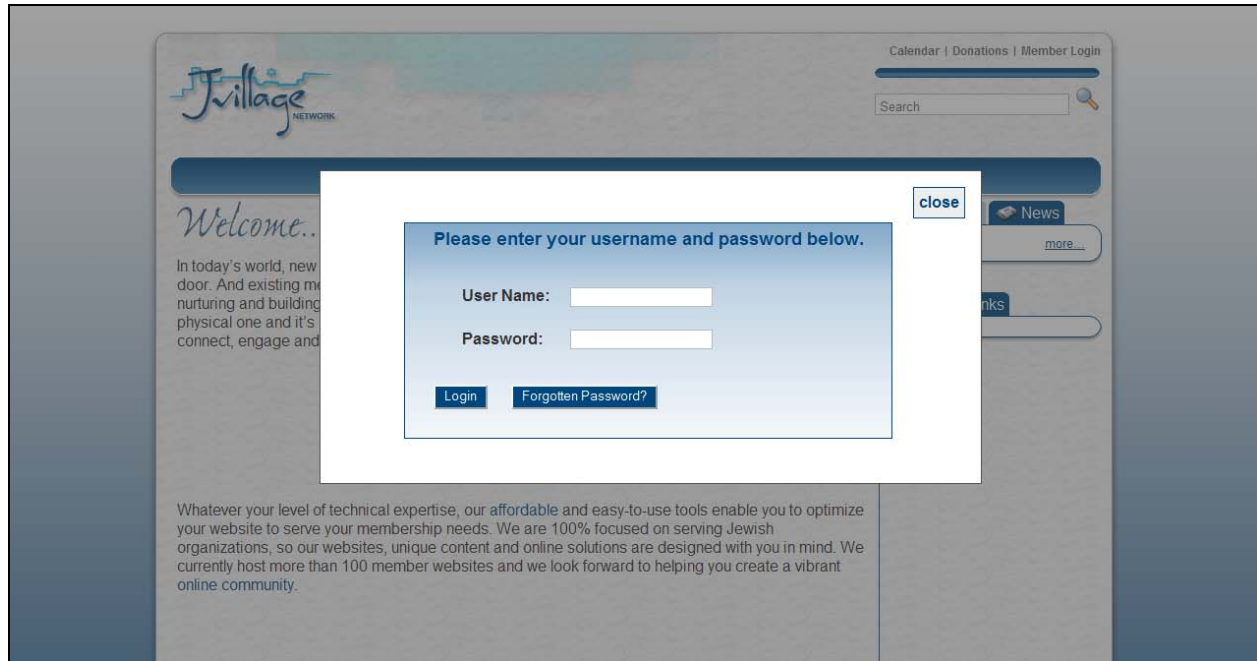 Jvillage
NETWORK
Calendar | Donations | Member Login
Search
close
Welcome..
News
Please enter your username and password below.
more...
In today's world, new
door. And existing me
nurturing and building
physical one and it's
connect, engage and
User Name:
nks
Password:
Login Forgotten Password?
Whatever your level of technical expertise, our affordable and easy-to-use tools enable you to optimize
your website to serve your membership needs. We are 100% focused on serving Jewish
organizations, so our websites, unique content and online solutions are designed with you in mind. We
currently host more than 100 member websites and we look forward to helping you create a vibrant
online community.